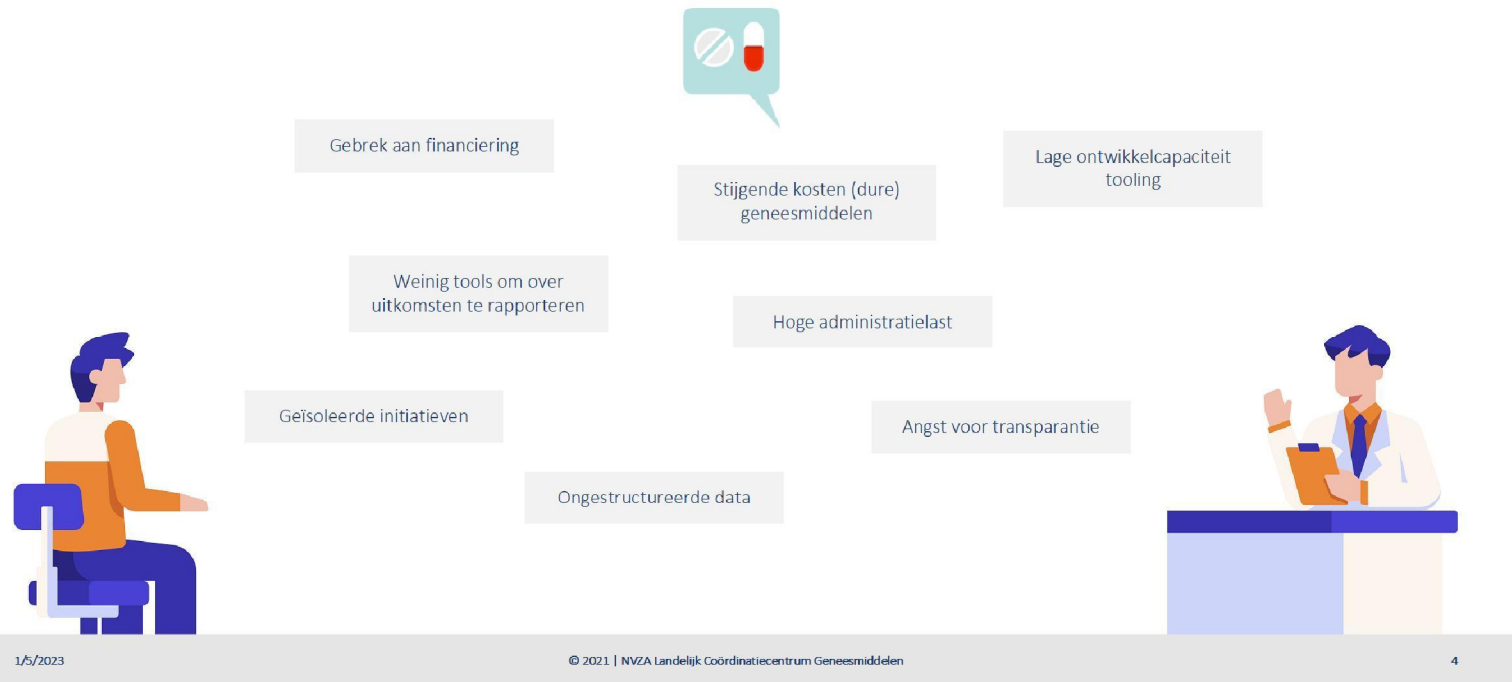 Gebrek aan financiering
Lage ontwikkelcapaciteit
tooling
Stijgende kosten (dure)
geneesmiddelen
Weinig tools om over
uitkomsten te rapporteren
Hoge administratielast
Geïsoleerde initiatieven
Angst voor transparantie
Ongestructureerde data
1/5/2023
© 2021 | NVZA Landelijk Coördinatiecentrum Geneesmiddelen
4